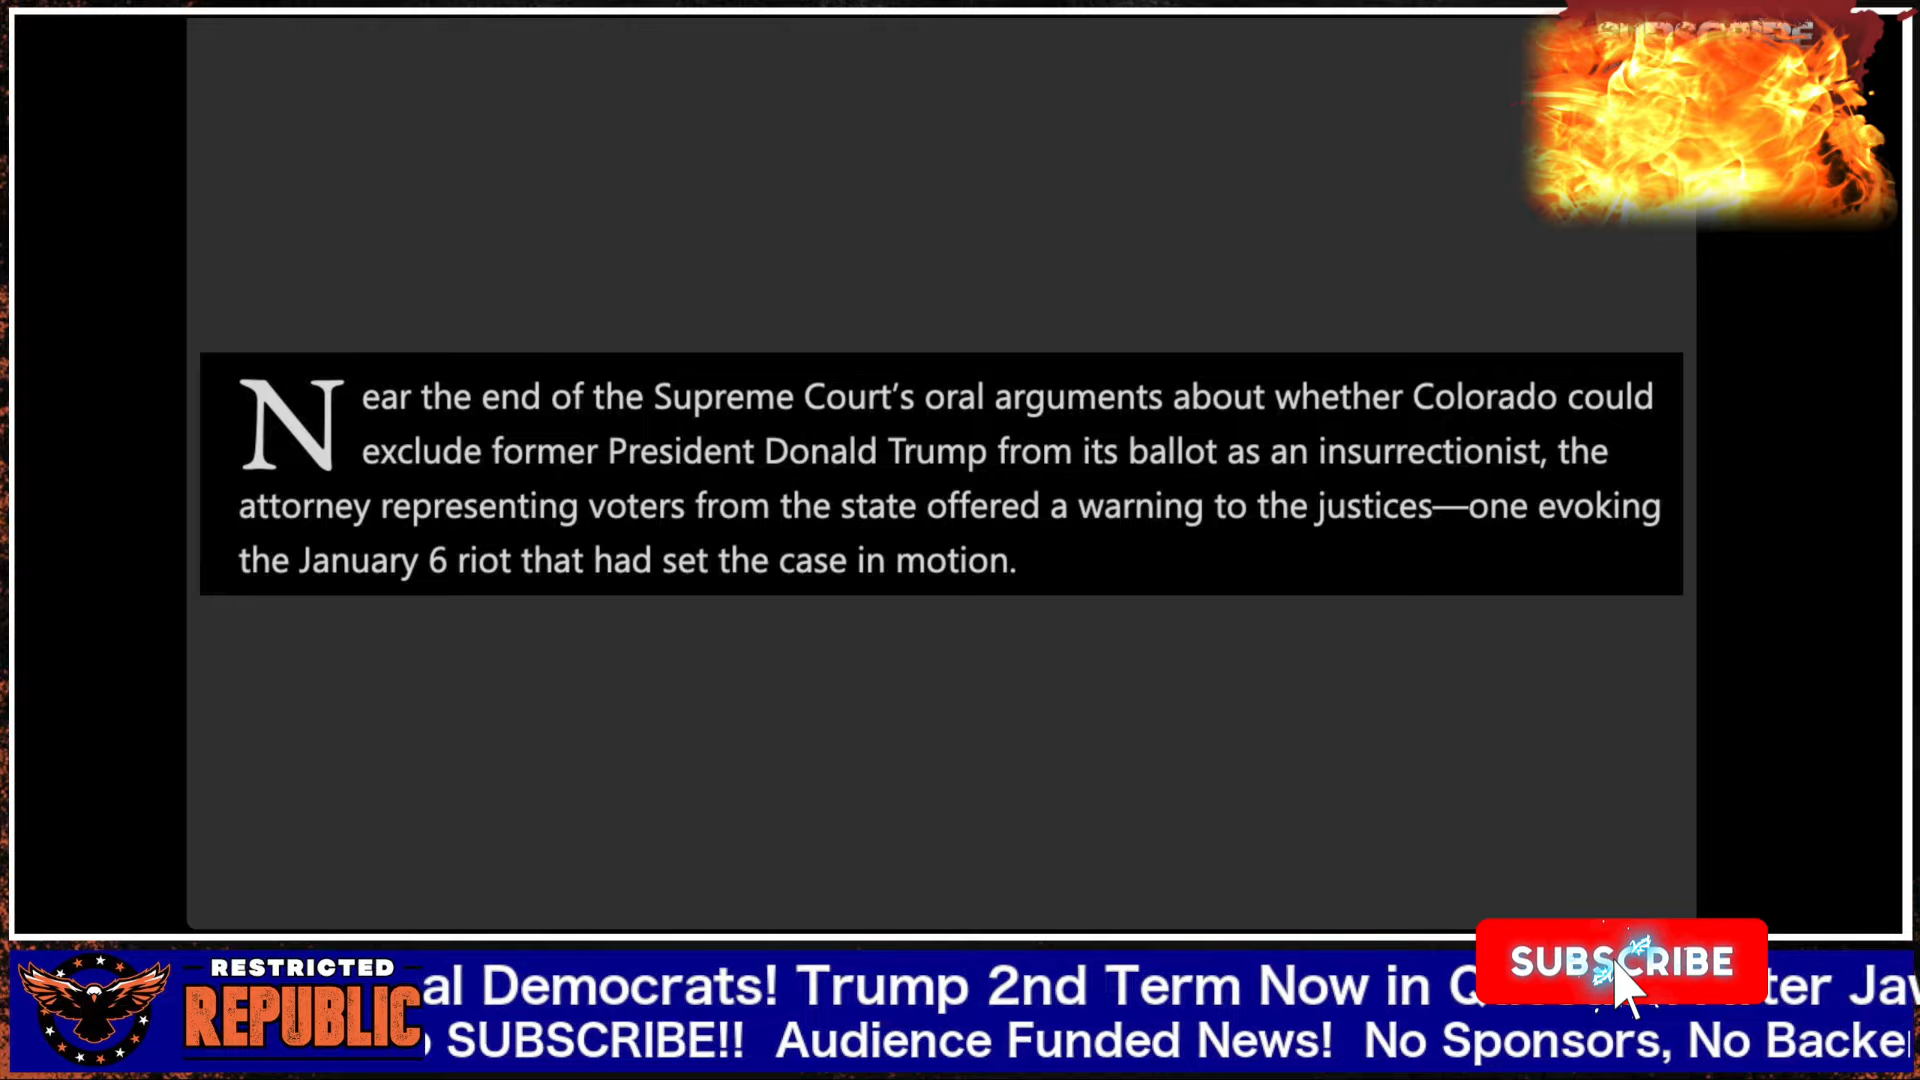 SUBSCRIBE
Near the end of the Supreme Court’s oral arguments about whether Colorado could
exclude former President Donald Trump from its ballot as an insurrectionist, the
attorney representing voters from the state offered a warning to the justices—one evoking
the January 6 riot that had set the case in motion.
SUBSCRIBE
RESTRICTED
REPUBLIC
Democrats! Trump 2nd Term Now in
SUBSCRIBE!! Audience Funded News! No Sponsors, No